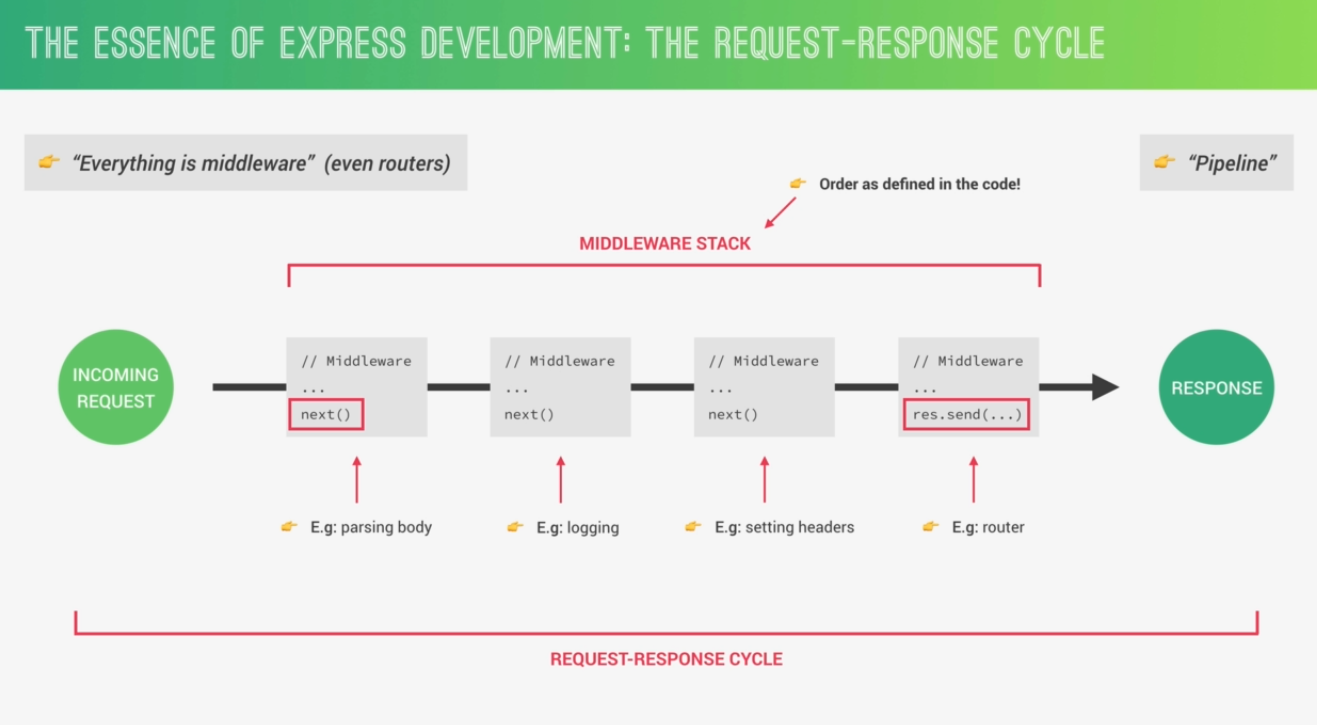 THE ESSENCE OF EXPRESS DEVELOPMENT: THE REQUEST-RESPONSE CYCLE
👉 “Everything is middleware” (even routers)
👉 “Pipeline”
👉 Order as defined in the code!
MIDDLEWARE STACK
INCOMING
REQUEST
// Middleware
...
next()
// Middleware
...
next()
// Middleware
...
next()
// Middleware
...
res.send(...)
RESPONSE
👉 E.g: parsing body
👉 E.g: logging
👉 E.g: setting headers
👉 E.g: router
REQUEST-RESPONSE CYCLE